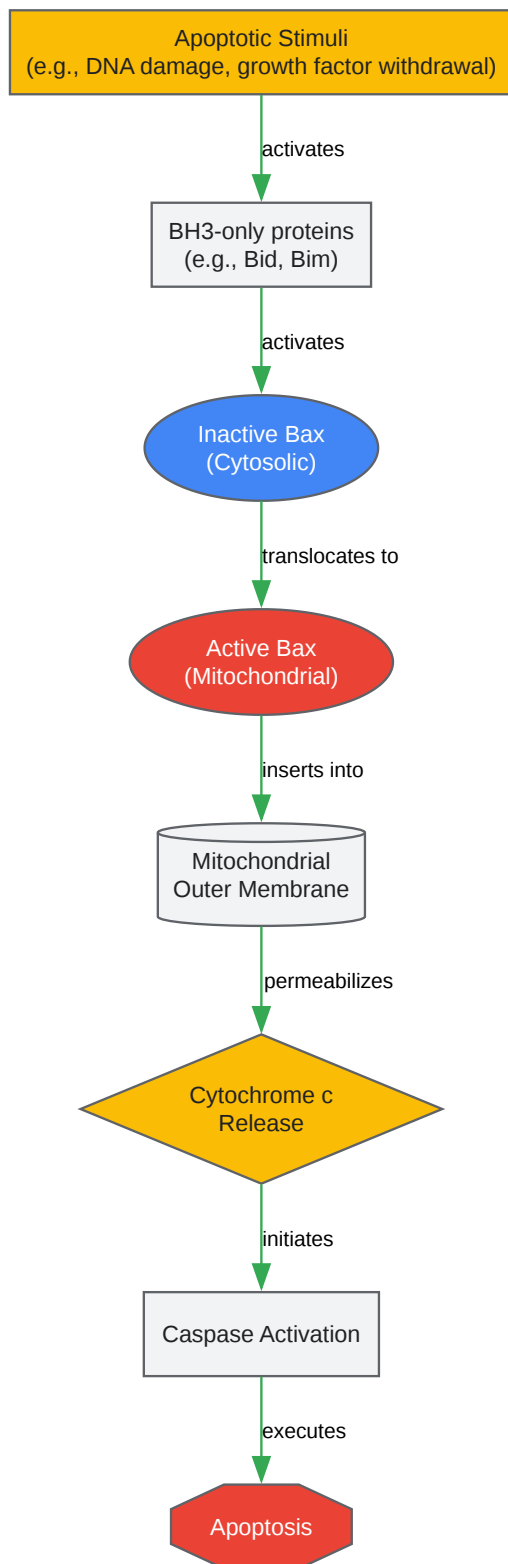 Apoptotic Stimuli
(e.g., DNA damage, growth factor withdrawal)
activates
BH3-only proteins
(e.g., Bid, Bim)
activates
Inactive Bax
(Cytosolic)
translocates to
Active Bax
(Mitochondrial)
inserts into
Mitochondrial
Outer Membrane
permeabilizes
Cytochrome c
Release
initiates
Caspase Activation
executes
Apoptosis